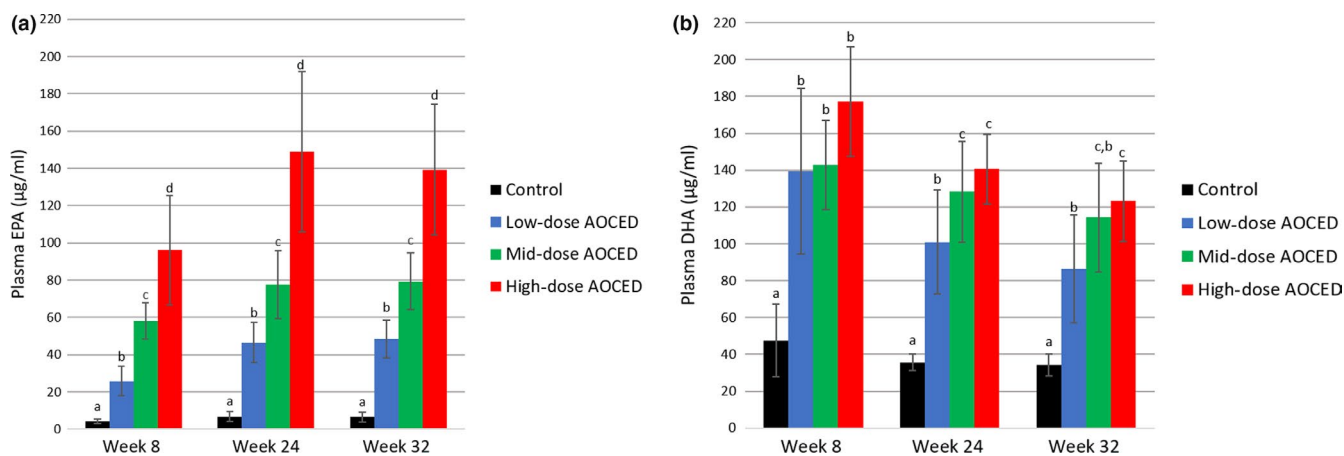 (a)
Plasma EPA (µg/ml)
220
200
180
160
140
120
100
80
60
40
20
0
a
b
c
d
a
b
c
d
a
b
c
d
Week 8
Week 24
Week 32
Control
Low-dose AOCED
Mid-dose AOCED
High-dose AOCED
(b)
Plasma DHA (µg/ml)
220
200
180
160
140
120
100
80
60
40
20
0
a
b
b
b
a
b
c
c
a
b
c,b
c
Week 8
Week 24
Week 32
Control
Low-dose AOCED
Mid-dose AOCED
High-dose AOCED